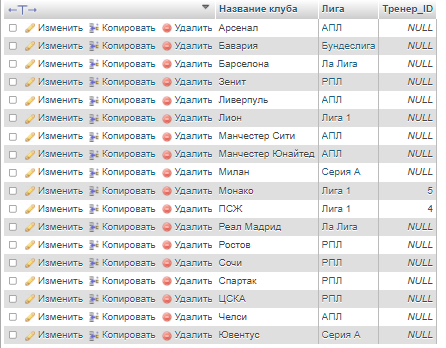 ←T→ Название клуба Лига Тренер_ID
Изменить Копировать Удалить Арсенал АПЛ NULL
Изменить Копировать Удалить Бавария Бундеслига NULL
Изменить Копировать Удалить Барселона Ла Лига NULL
Изменить Копировать Удалить Зенит РПЛ NULL
Изменить Копировать Удалить Ливерпуль АПЛ NULL
Изменить Копировать Удалить Лион Лига 1 NULL
Изменить Копировать Удалить Манчестер Сити АПЛ NULL
Изменить Копировать Удалить Манчестер Юнайтед АПЛ NULL
Изменить Копировать Удалить Милан Серия А NULL
Изменить Копировать Удалить Монако Лига 1 5
Изменить Копировать Удалить ПСЖ Лига 1 4
Изменить Копировать Удалить Реал Мадрид Ла Лига NULL
Изменить Копировать Удалить Ростов РПЛ NULL
Изменить Копировать Удалить Сочи РПЛ NULL
Изменить Копировать Удалить Спартак РПЛ NULL
Изменить Копировать Удалить ЦСКА РПЛ NULL
Изменить Копировать Удалить Челси АПЛ NULL
Изменить Копировать Удалить Ювентус Серия А NULL